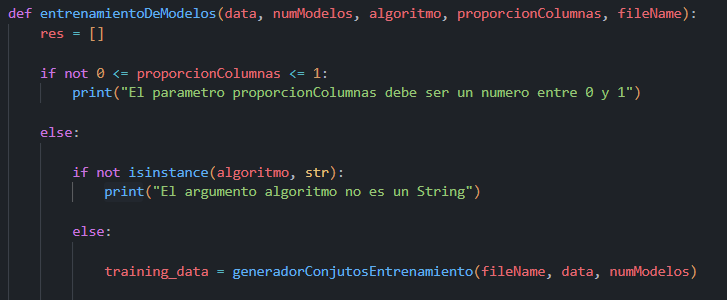 def entrenamientoDeModelos(data, numModelos, algoritmo, proporcionColumnas, fileName):
    res = []
    if not 0 <= proporcionColumnas <= 1:
        print("El parametro proporcionColumnas debe ser un numero entre 0 y 1")
    else:
        if not isinstance(algoritmo, str):
            print("El argumento algoritmo no es un String")
        else:
            training_data = generadorConjutosEntrenamiento(fileName, data, numModelos)